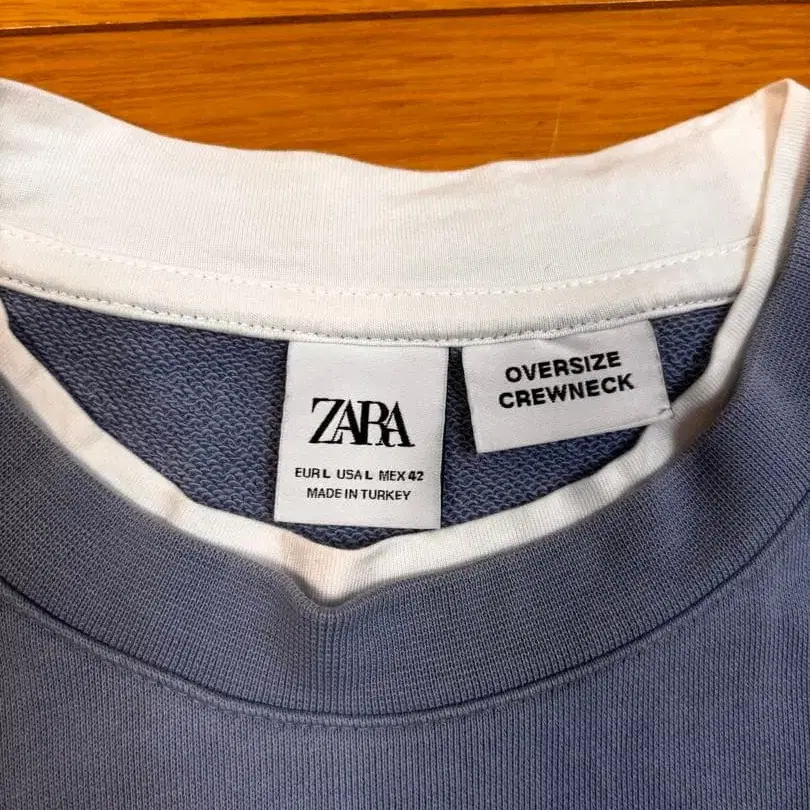 ZARA
EUR L USA L MEX 42
MADE IN TURKEY
OVERSIZE
CREWNECK